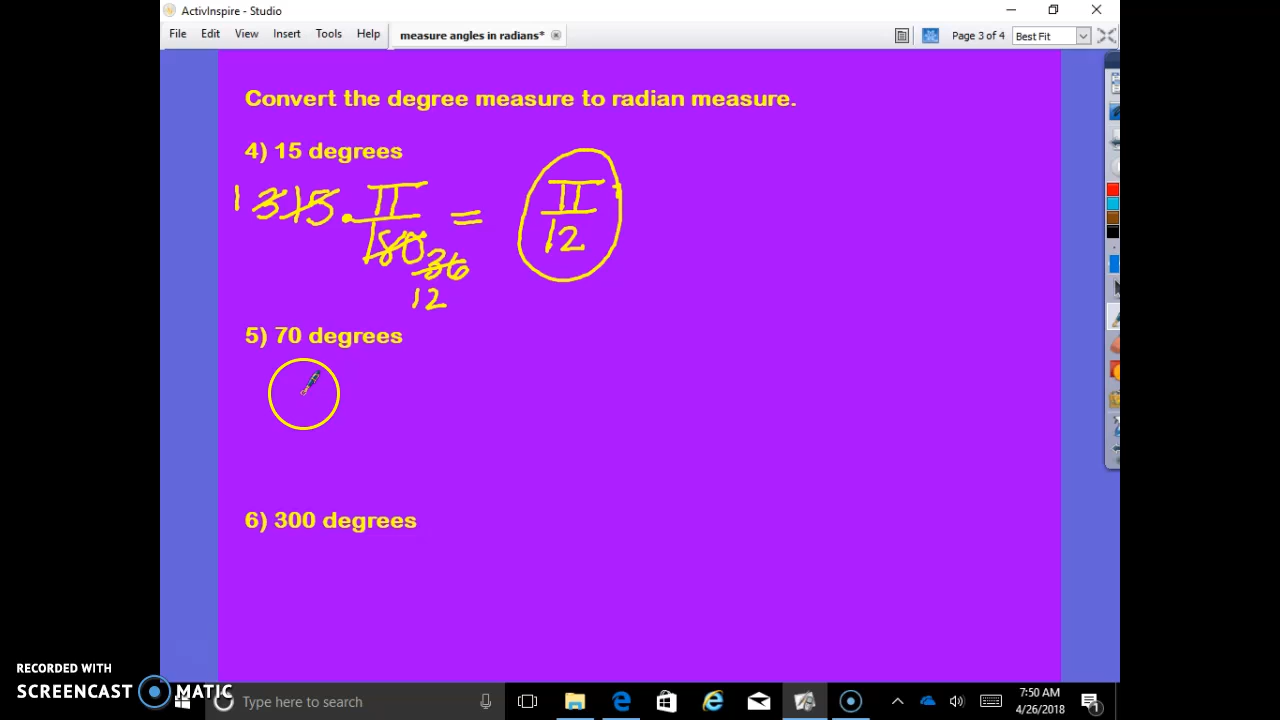 ActivInspire - Studio
File Edit View Insert Tools Help measure angles in radians* Page 3 of 4 Best Fit
Convert the degree measure to radian measure.
4) 15 degrees
1 3 15 · π/180 = π/12
36
12
5) 70 degrees
6) 300 degrees
RECORDED WITH
SCREENCAST MATIC
Type here to search
7:50 AM
4/26/2018
1